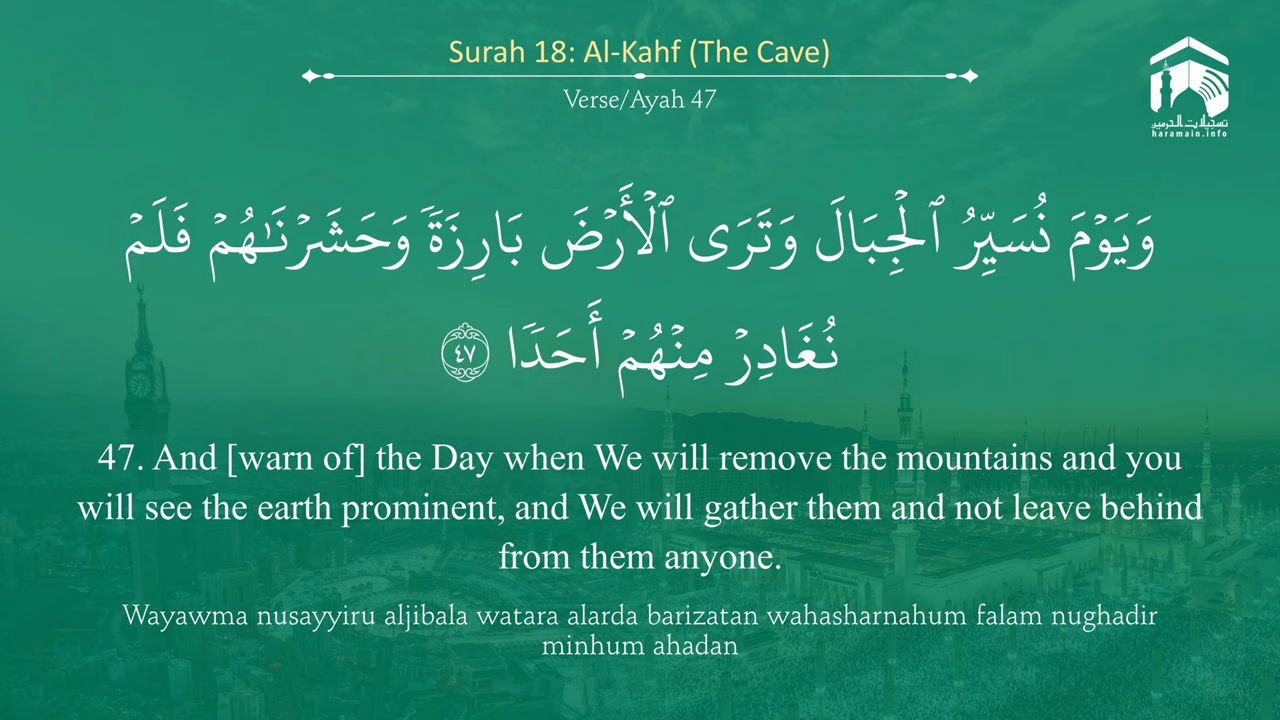 Surah 18: Al-Kahf (The Cave)
Verse/Ayah 47
تسجيلات الحرمين
haramain.info
وَيَوْمَ نُسَيِّرُ ٱلْجِبَالَ وَتَرَى ٱلْأَرْضَ بَارِزَةً وَحَشَرْنَـٰهُمْ فَلَمْ
نُغَادِرْ مِنْهُمْ أَحَدًا ٤٧
47. And [warn of] the Day when We will remove the mountains and you
will see the earth prominent, and We will gather them and not leave behind
from them anyone.
Wayawma nusayyiru aljibala watara alarda barizatan wahasharnahum falam nughadir
minhum ahadan